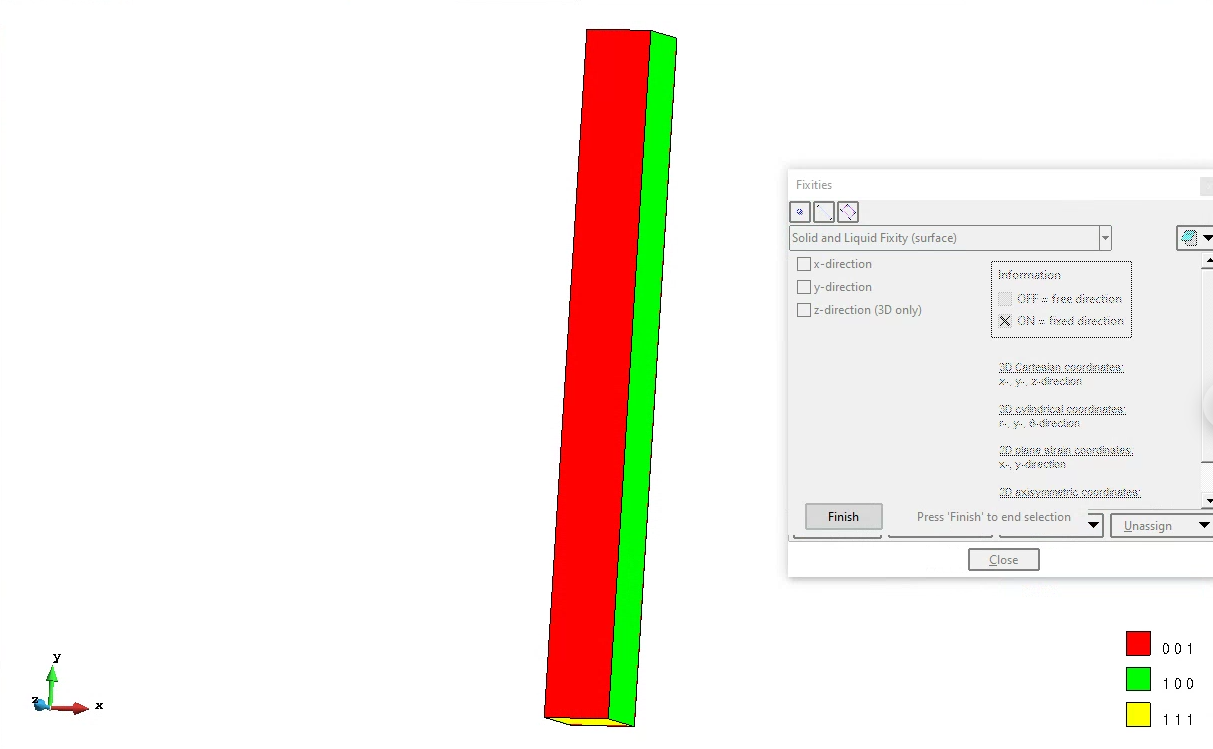 Fixities
Solid and Liquid Fixity (surface)
x-direction
y-direction
z-direction (3D only)
Information
OFF = free direction
ON = fixed direction
3D Cartesian coordinates:
x-, y-, z-direction
3D cylindrical coordinates:
r-, y-, θ-direction
2D plane strain coordinates:
x-, y-direction
2D axisymmetric coordinates:
Finish
Press 'Finish' to end selection
Unassign
Close
y
z
x
0 0 1
1 0 0
1 1 1